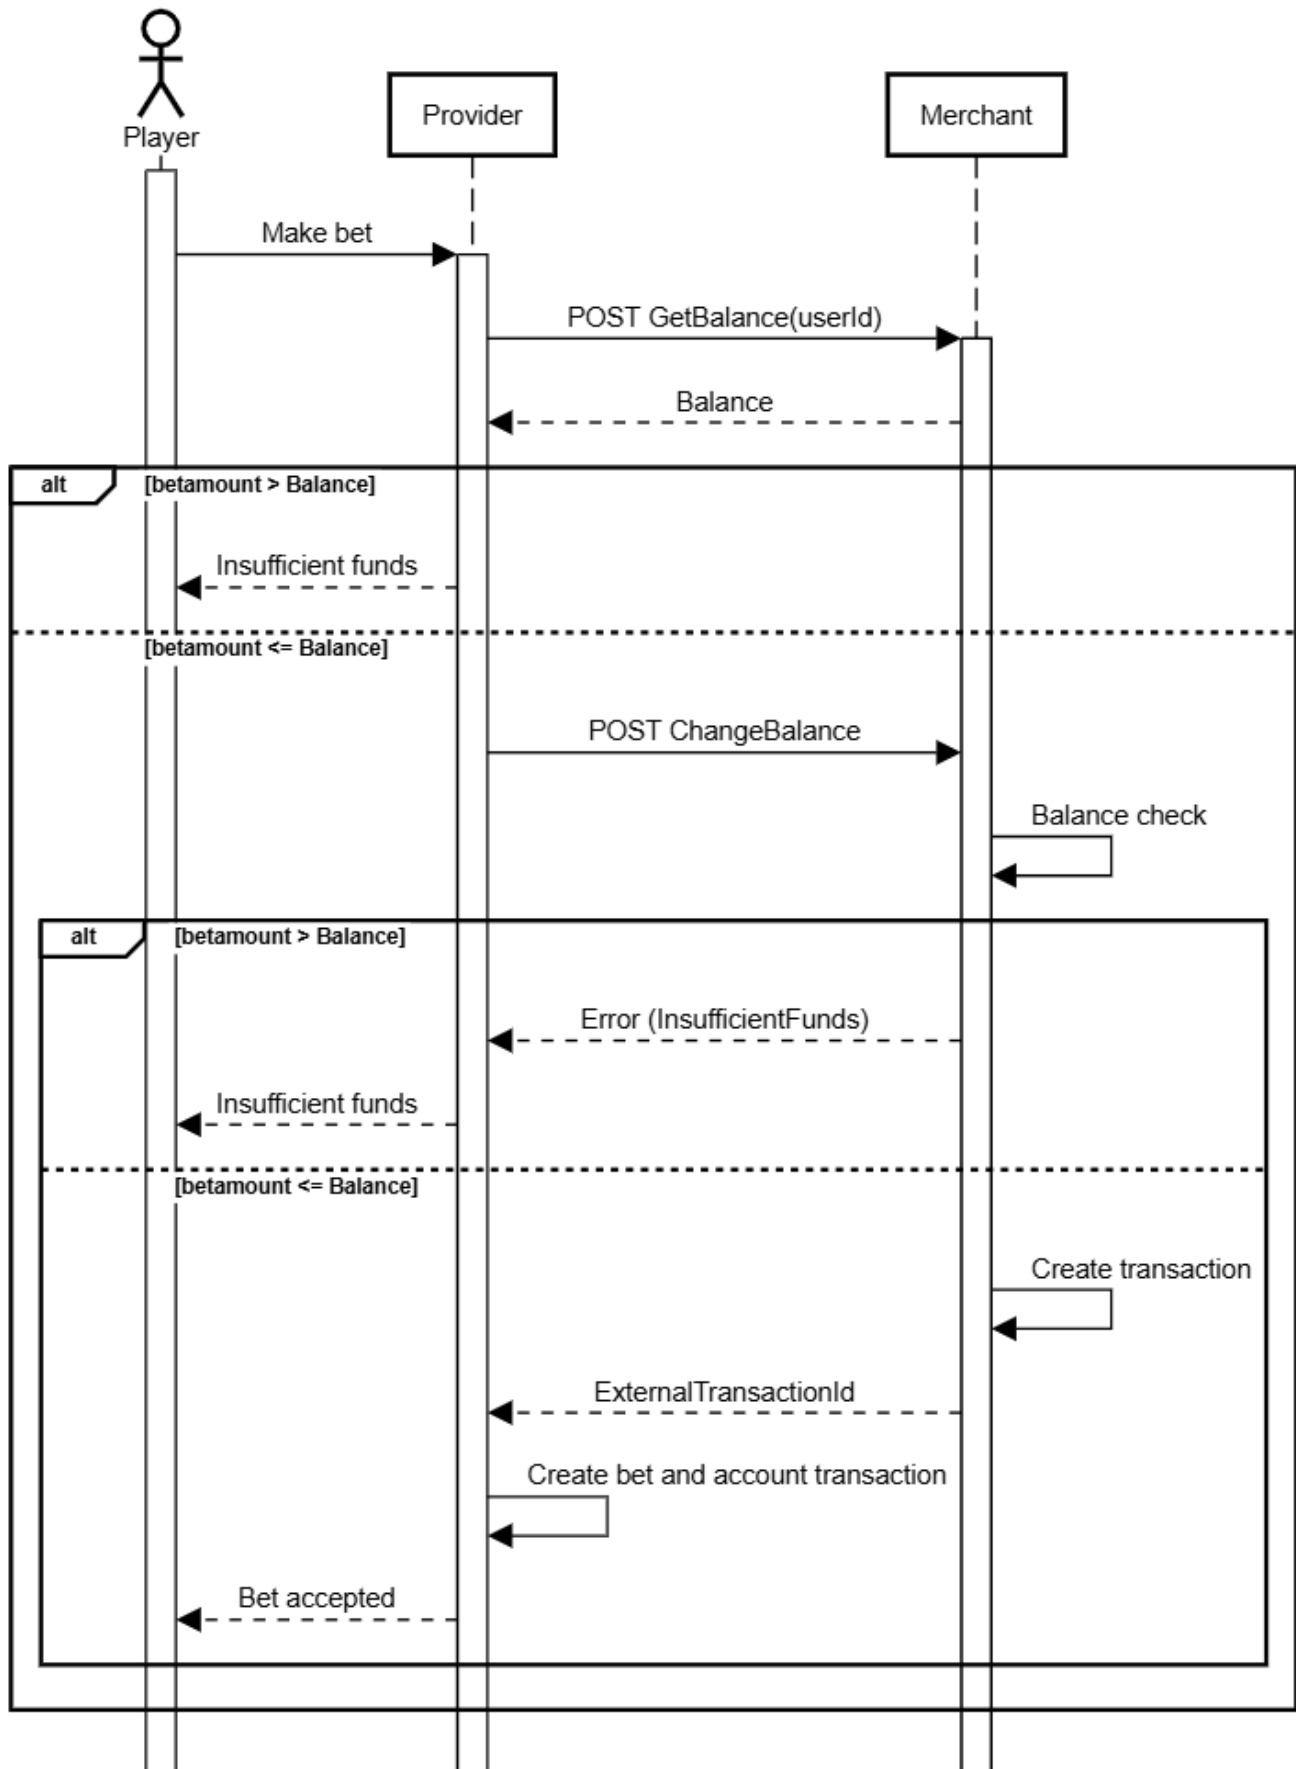 Player
Provider
Merchant
Make bet
POST GetBalance(userId)
Balance
alt
[betamount > Balance]
Insufficient funds
[betamount <= Balance]
POST ChangeBalance
Balance check
alt
[betamount > Balance]
Error (InsufficientFunds)
Insufficient funds
[betamount <= Balance]
Create transaction
ExternalTransactionId
Create bet and account transaction
Bet accepted